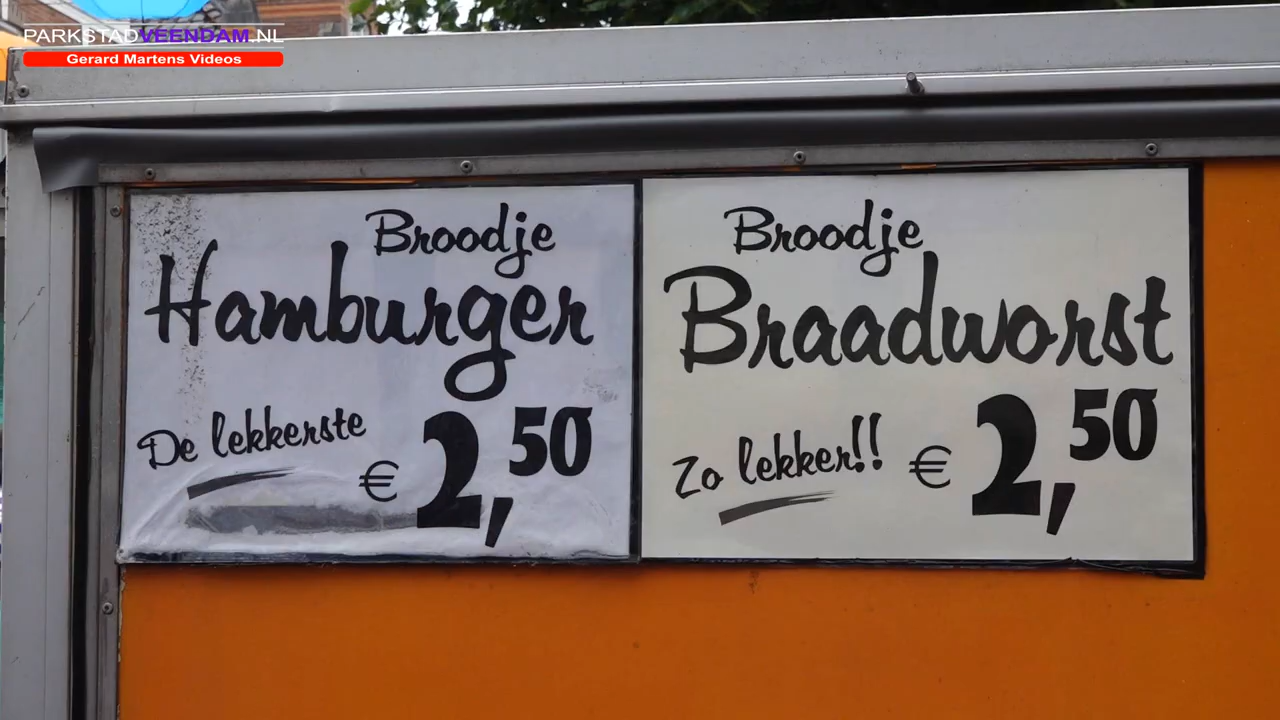 PARKSTADVEENDAM.NL
Gerard Martens Videos
Broodje
Hamburger
De lekkerste
€ 2,50
Broodje
Braadworst
Zo lekker!!
€ 2,50